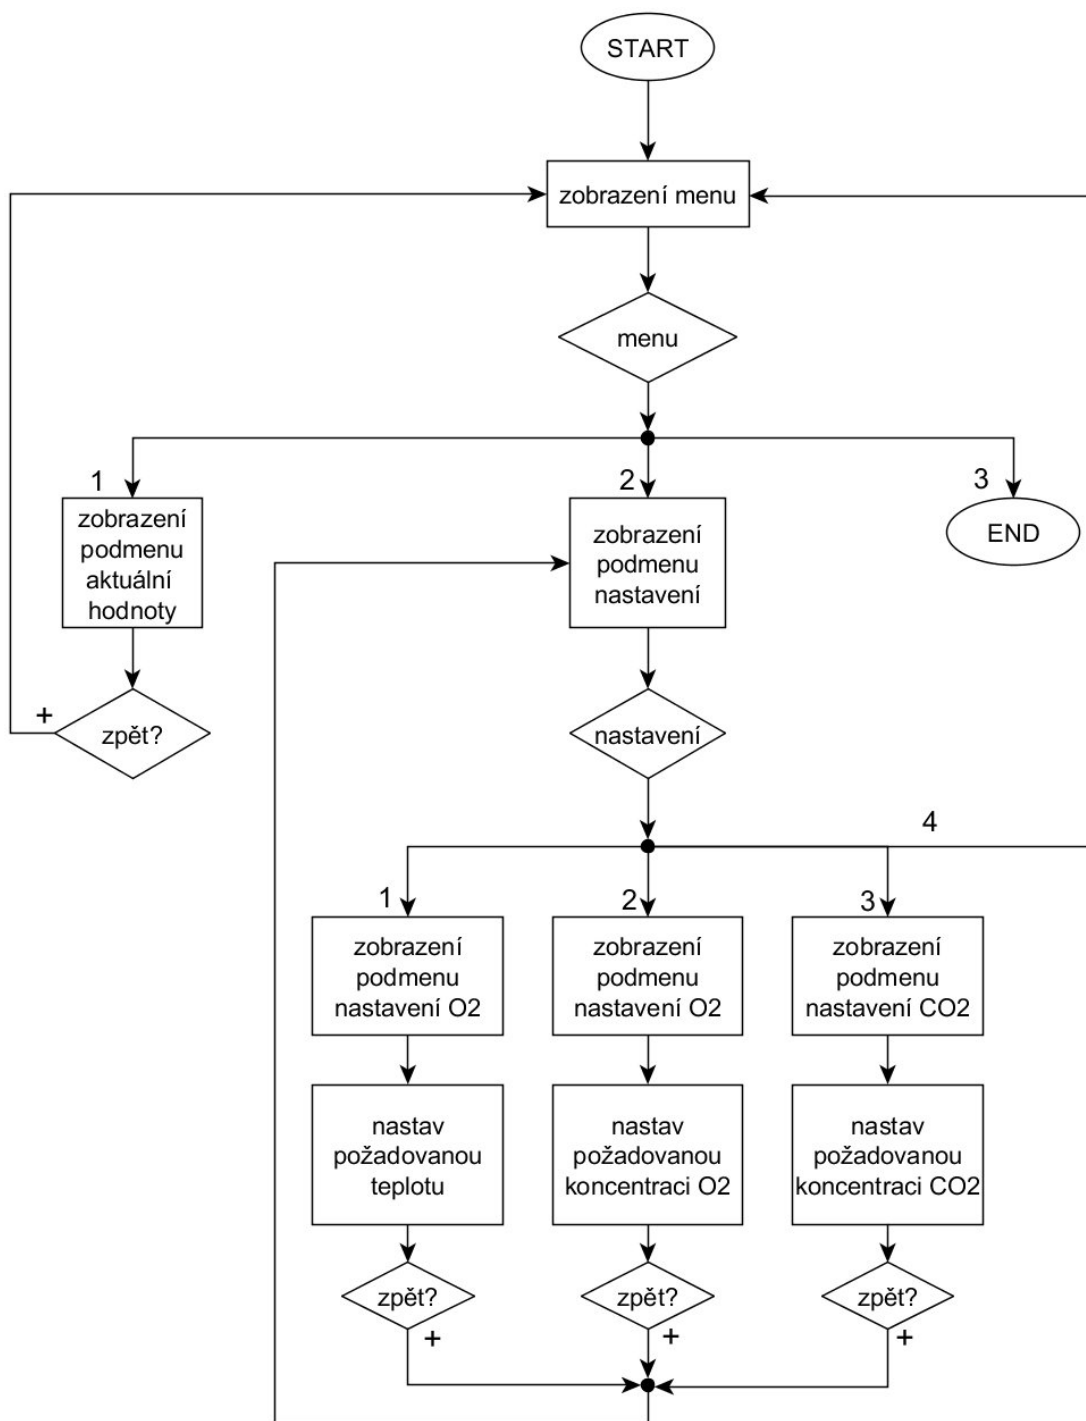 START
zobrazení menu
menu
1
2
3
zobrazení
podmenu
aktuální
hodnoty
zobrazení
podmenu
nastavení
END
+
zpět?
nastavení
4
1
2
3
zobrazení
podmenu
nastavení O2
zobrazení
podmenu
nastavení O2
zobrazení
podmenu
nastavení CO2
nastav
požadovanou
teplotu
nastav
požadovanou
koncentraci O2
nastav
požadovanou
koncentraci CO2
zpět?
zpět?
zpět?
+
+
+